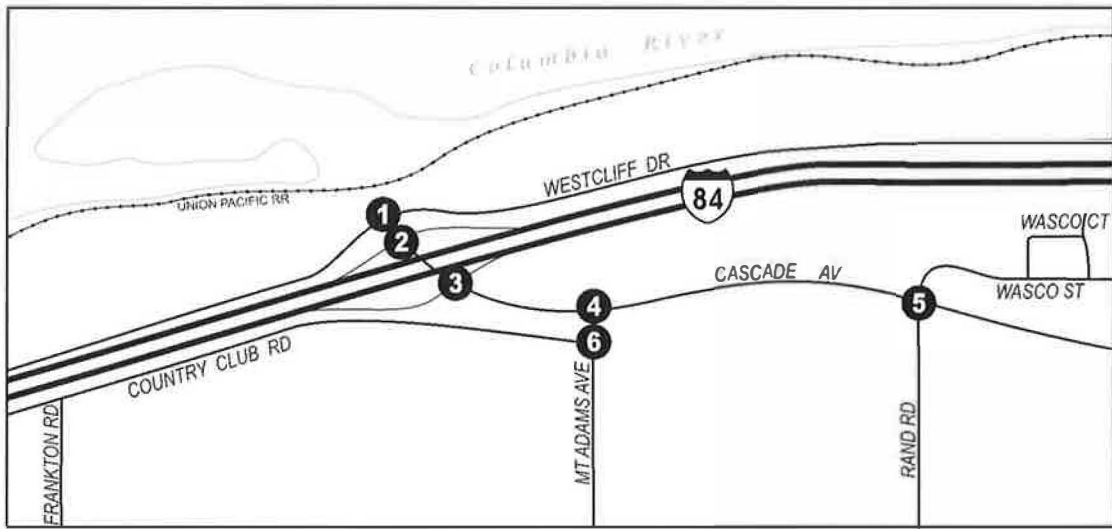 Columbia River
WESTCLIFF DR
UNION PACIFIC RR
84
1
2
WASCO CT
3
CASCADE AV
WASCO ST
4
5
6
COUNTRY CLUB RD
FRANKTON RD
MT ADAMS AVE
RAND RD